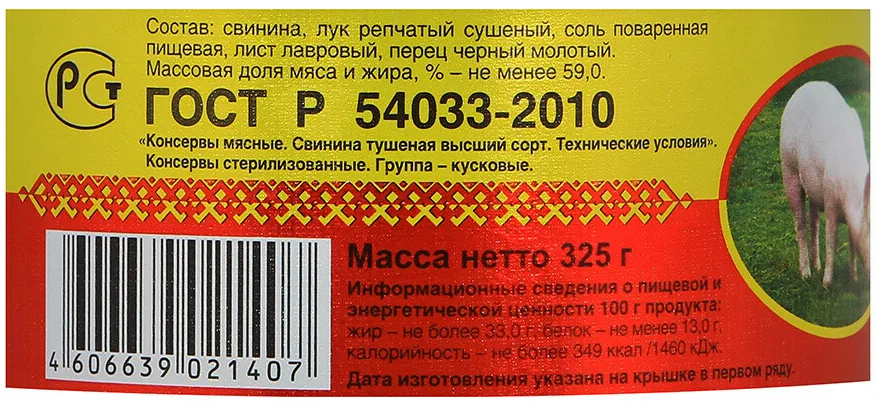 Состав: свинина, лук репчатый сушеный, соль поваренная
пищевая, лист лавровый, перец черный молотый.
Массовая доля мяса и жира, % – не менее 59,0.
РСТ
ГОСТ Р 54033-2010
«Консервы мясные. Свинина тушеная высший сорт. Технические условия».
Консервы стерилизованные. Группа – кусковые.
Масса нетто 325 г
Информационные сведения о пищевой и
энергетической ценности 100 г продукта:
жир – не более 33,0 г, белок – не менее 13,0 г,
калорийность – не более 349 ккал /1460 кДж.
Дата изготовления указана на крышке в первом ряду.
4 606639 021407